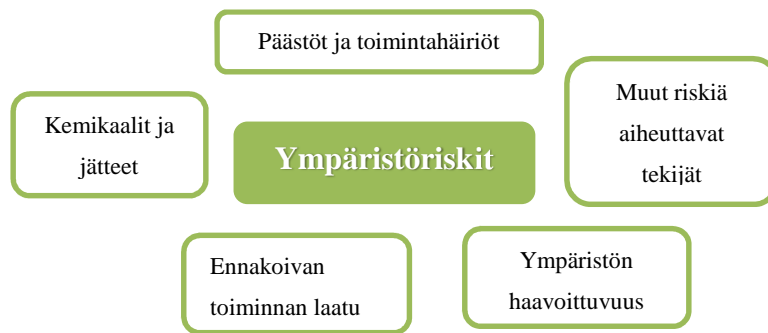 Päästöt ja toimintahäiriöt
Kemikaalit ja
jätteet
Ympäristöriskit
Muut riskiä
aiheuttavat
tekijät
Ennakoivan
toiminnan laatu
Ympäristön
haavoittuvuus